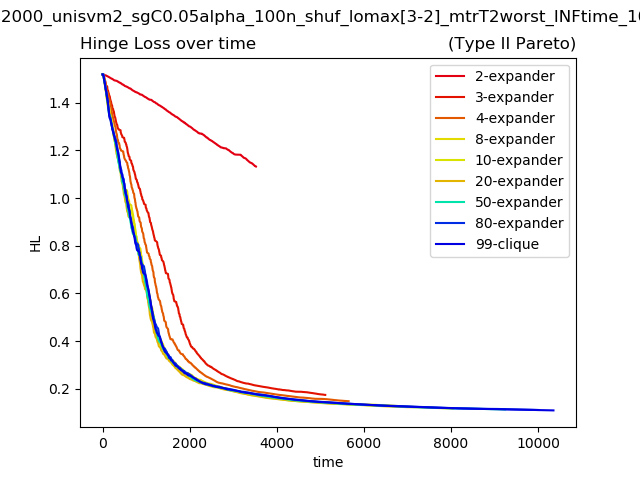 2000_unisvm2_sgC0.05alpha_100n_shuf_lomax[3-2]_mtrT2worst_INFtime_10
Hinge Loss over time (Type II Pareto)
2-expander
3-expander
4-expander
8-expander
10-expander
20-expander
50-expander
80-expander
99-clique
HL
1.4
1.2
1.0
0.8
0.6
0.4
0.2
0 2000 4000 6000 8000 10000
time